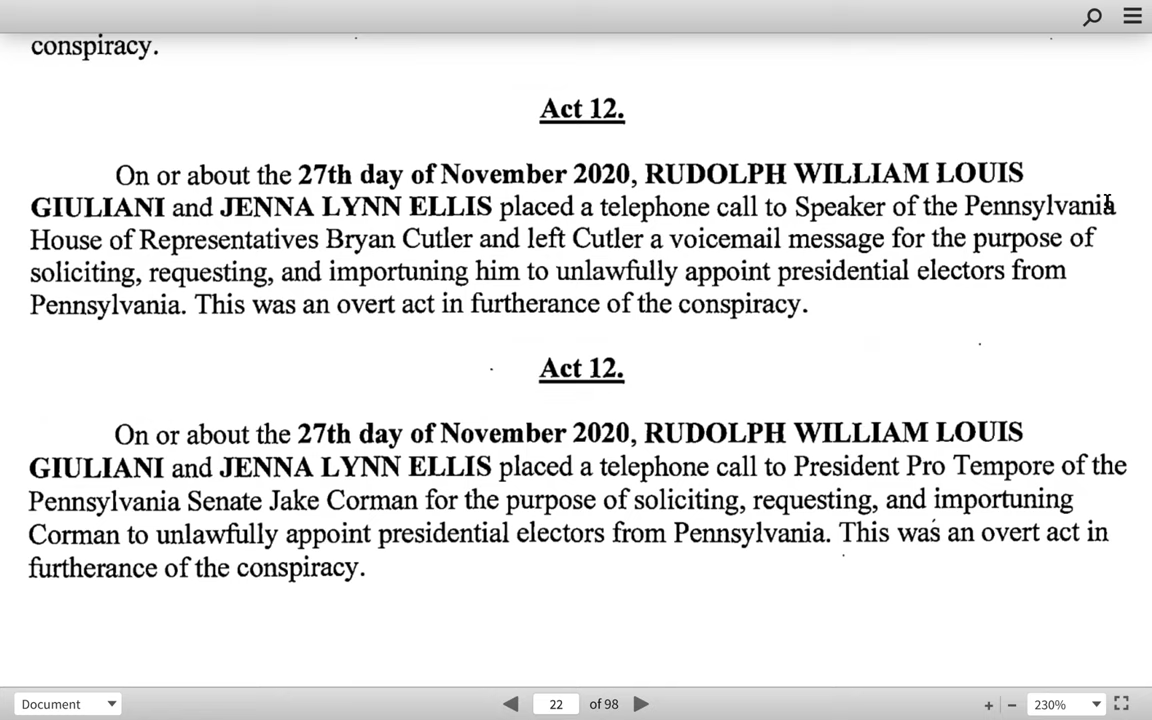 conspiracy.
Act 12.
On or about the 27th day of November 2020, RUDOLPH WILLIAM LOUIS
GIULIANI and JENNA LYNN ELLIS placed a telephone call to Speaker of the Pennsylvania
House of Representatives Bryan Cutler and left Cutler a voicemail message for the purpose of
soliciting, requesting, and importuning him to unlawfully appoint presidential electors from
Pennsylvania. This was an overt act in furtherance of the conspiracy.
Act 12.
On or about the 27th day of November 2020, RUDOLPH WILLIAM LOUIS
GIULIANI and JENNA LYNN ELLIS placed a telephone call to President Pro Tempore of the
Pennsylvania Senate Jake Corman for the purpose of soliciting, requesting, and importuning
Corman to unlawfully appoint presidential electors from Pennsylvania. This was an overt act in
furtherance of the conspiracy.
Document 22 of 98 + - 230%